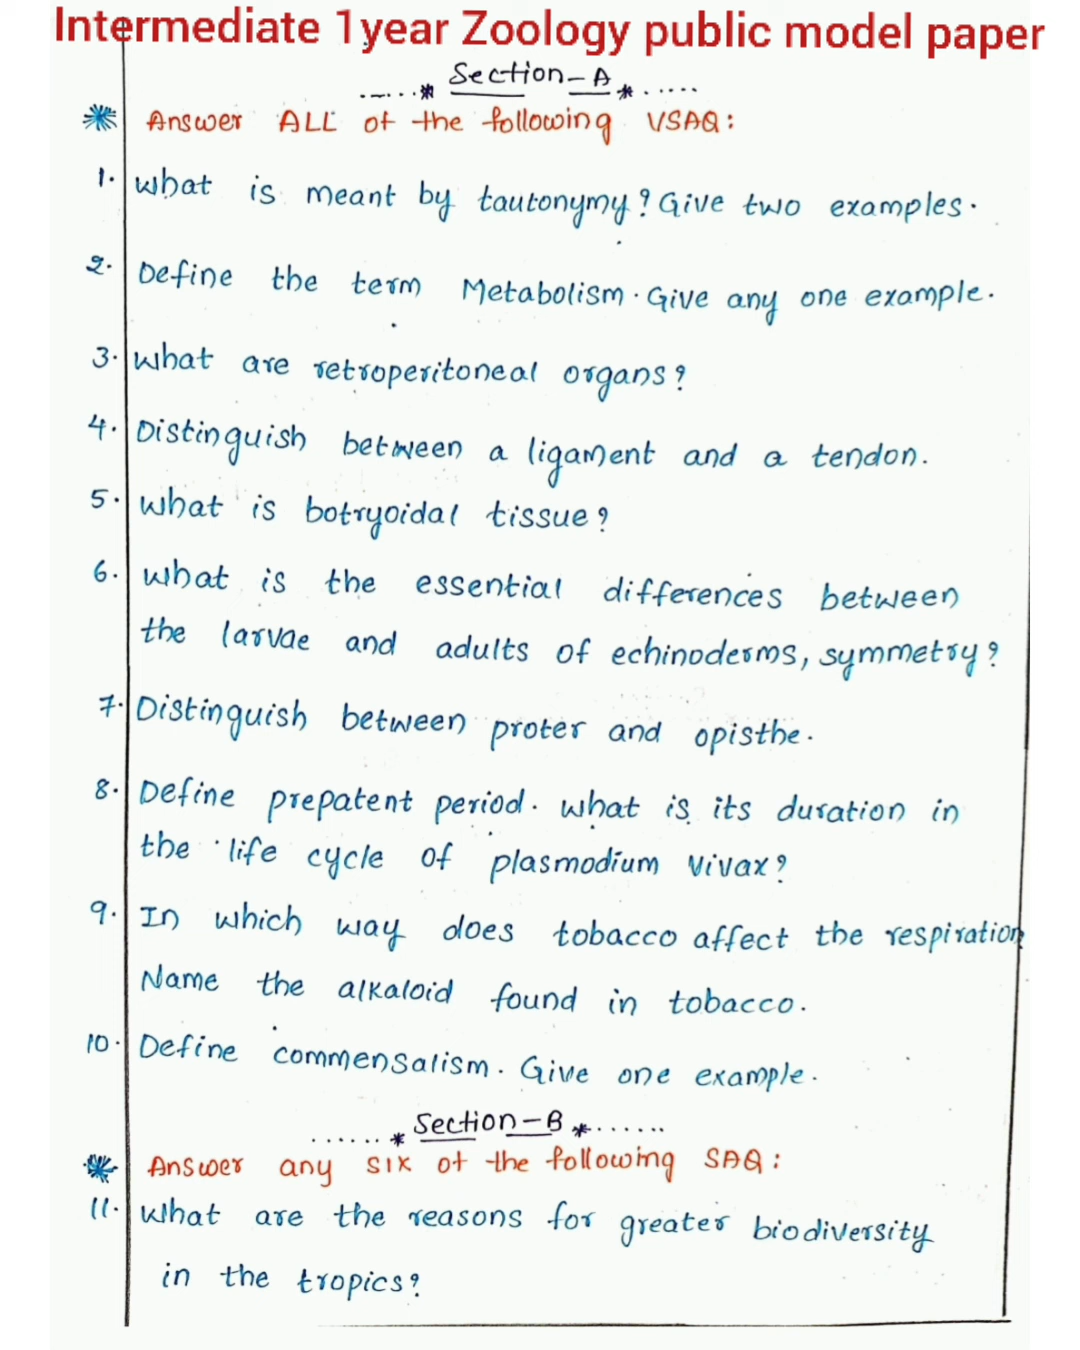 Intermediate 1year Zoology public model paper
Section-A
Answer ALL of the following VSAQ:
1. What is meant by tautonymy? Give two examples.
2. Define the term Metabolism. Give any one example.
3. What are retroperitoneal organs?
4. Distinguish between a ligament and a tendon.
5. What is botryoidal tissue?
6. What is the essential differences between
the larvae and adults of echinoderms, symmetry?
7. Distinguish between proter and opisthe.
8. Define prepatent period. What is its duration in
the life cycle of plasmodium vivax?
9. In which way does tobacco affect the respiration
Name the alkaloid found in tobacco.
10. Define commensalism. Give one example.
Section-B
Answer any six of the following SAQ:
11. What are the reasons for greater biodiversity
in the tropics?